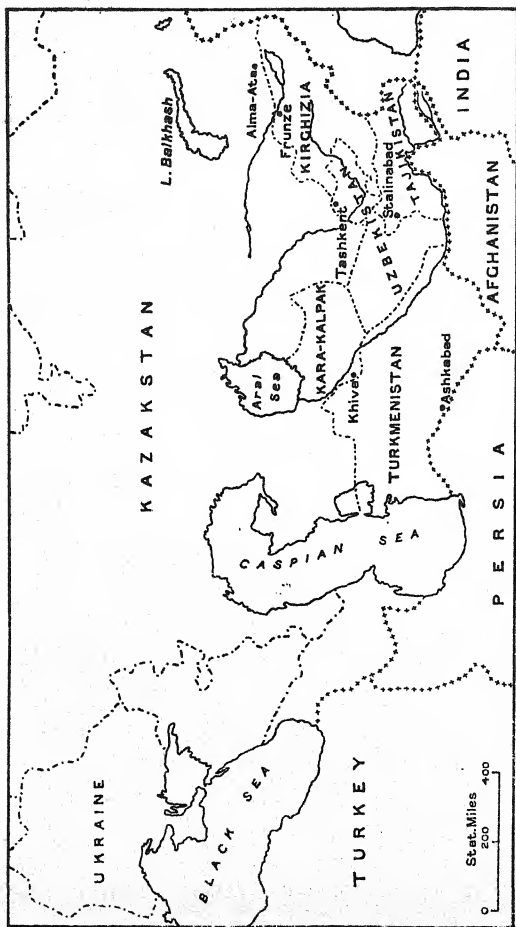 UKRAINE
BLACK SEA
TURKEY
Stat. Miles
0 200 400
KAZAKSTAN
CASPIAN SEA
Aral
Sea
L. Balkhash
Alma-Ata
Frunze
KIRGHIZIA
Tashkent
UZBEKISTAN
Stalinabad
TAJIKISTAN
KARA-KALPAK
Khive
TURKMENISTAN
Ashkabad
PERSIA
AFGHANISTAN
INDIA